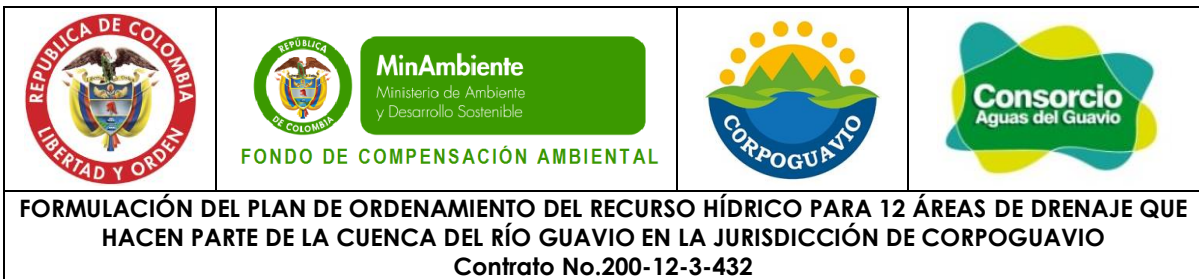 REPUBLICA DE COLOMBIA
LIBERTAD Y ORDEN
REPÚBLICA
DE COLOMBIA
MinAmbiente
Ministerio de Ambiente
y Desarrollo Sostenible
FONDO DE COMPENSACIÓN AMBIENTAL
CORPOGUAVIO
Consorcio
Aguas del Guavio
FORMULACIÓN DEL PLAN DE ORDENAMIENTO DEL RECURSO HÍDRICO PARA 12 ÁREAS DE DRENAJE QUE
HACEN PARTE DE LA CUENCA DEL RÍO GUAVIO EN LA JURISDICCIÓN DE CORPOGUAVIO
Contrato No.200-12-3-432